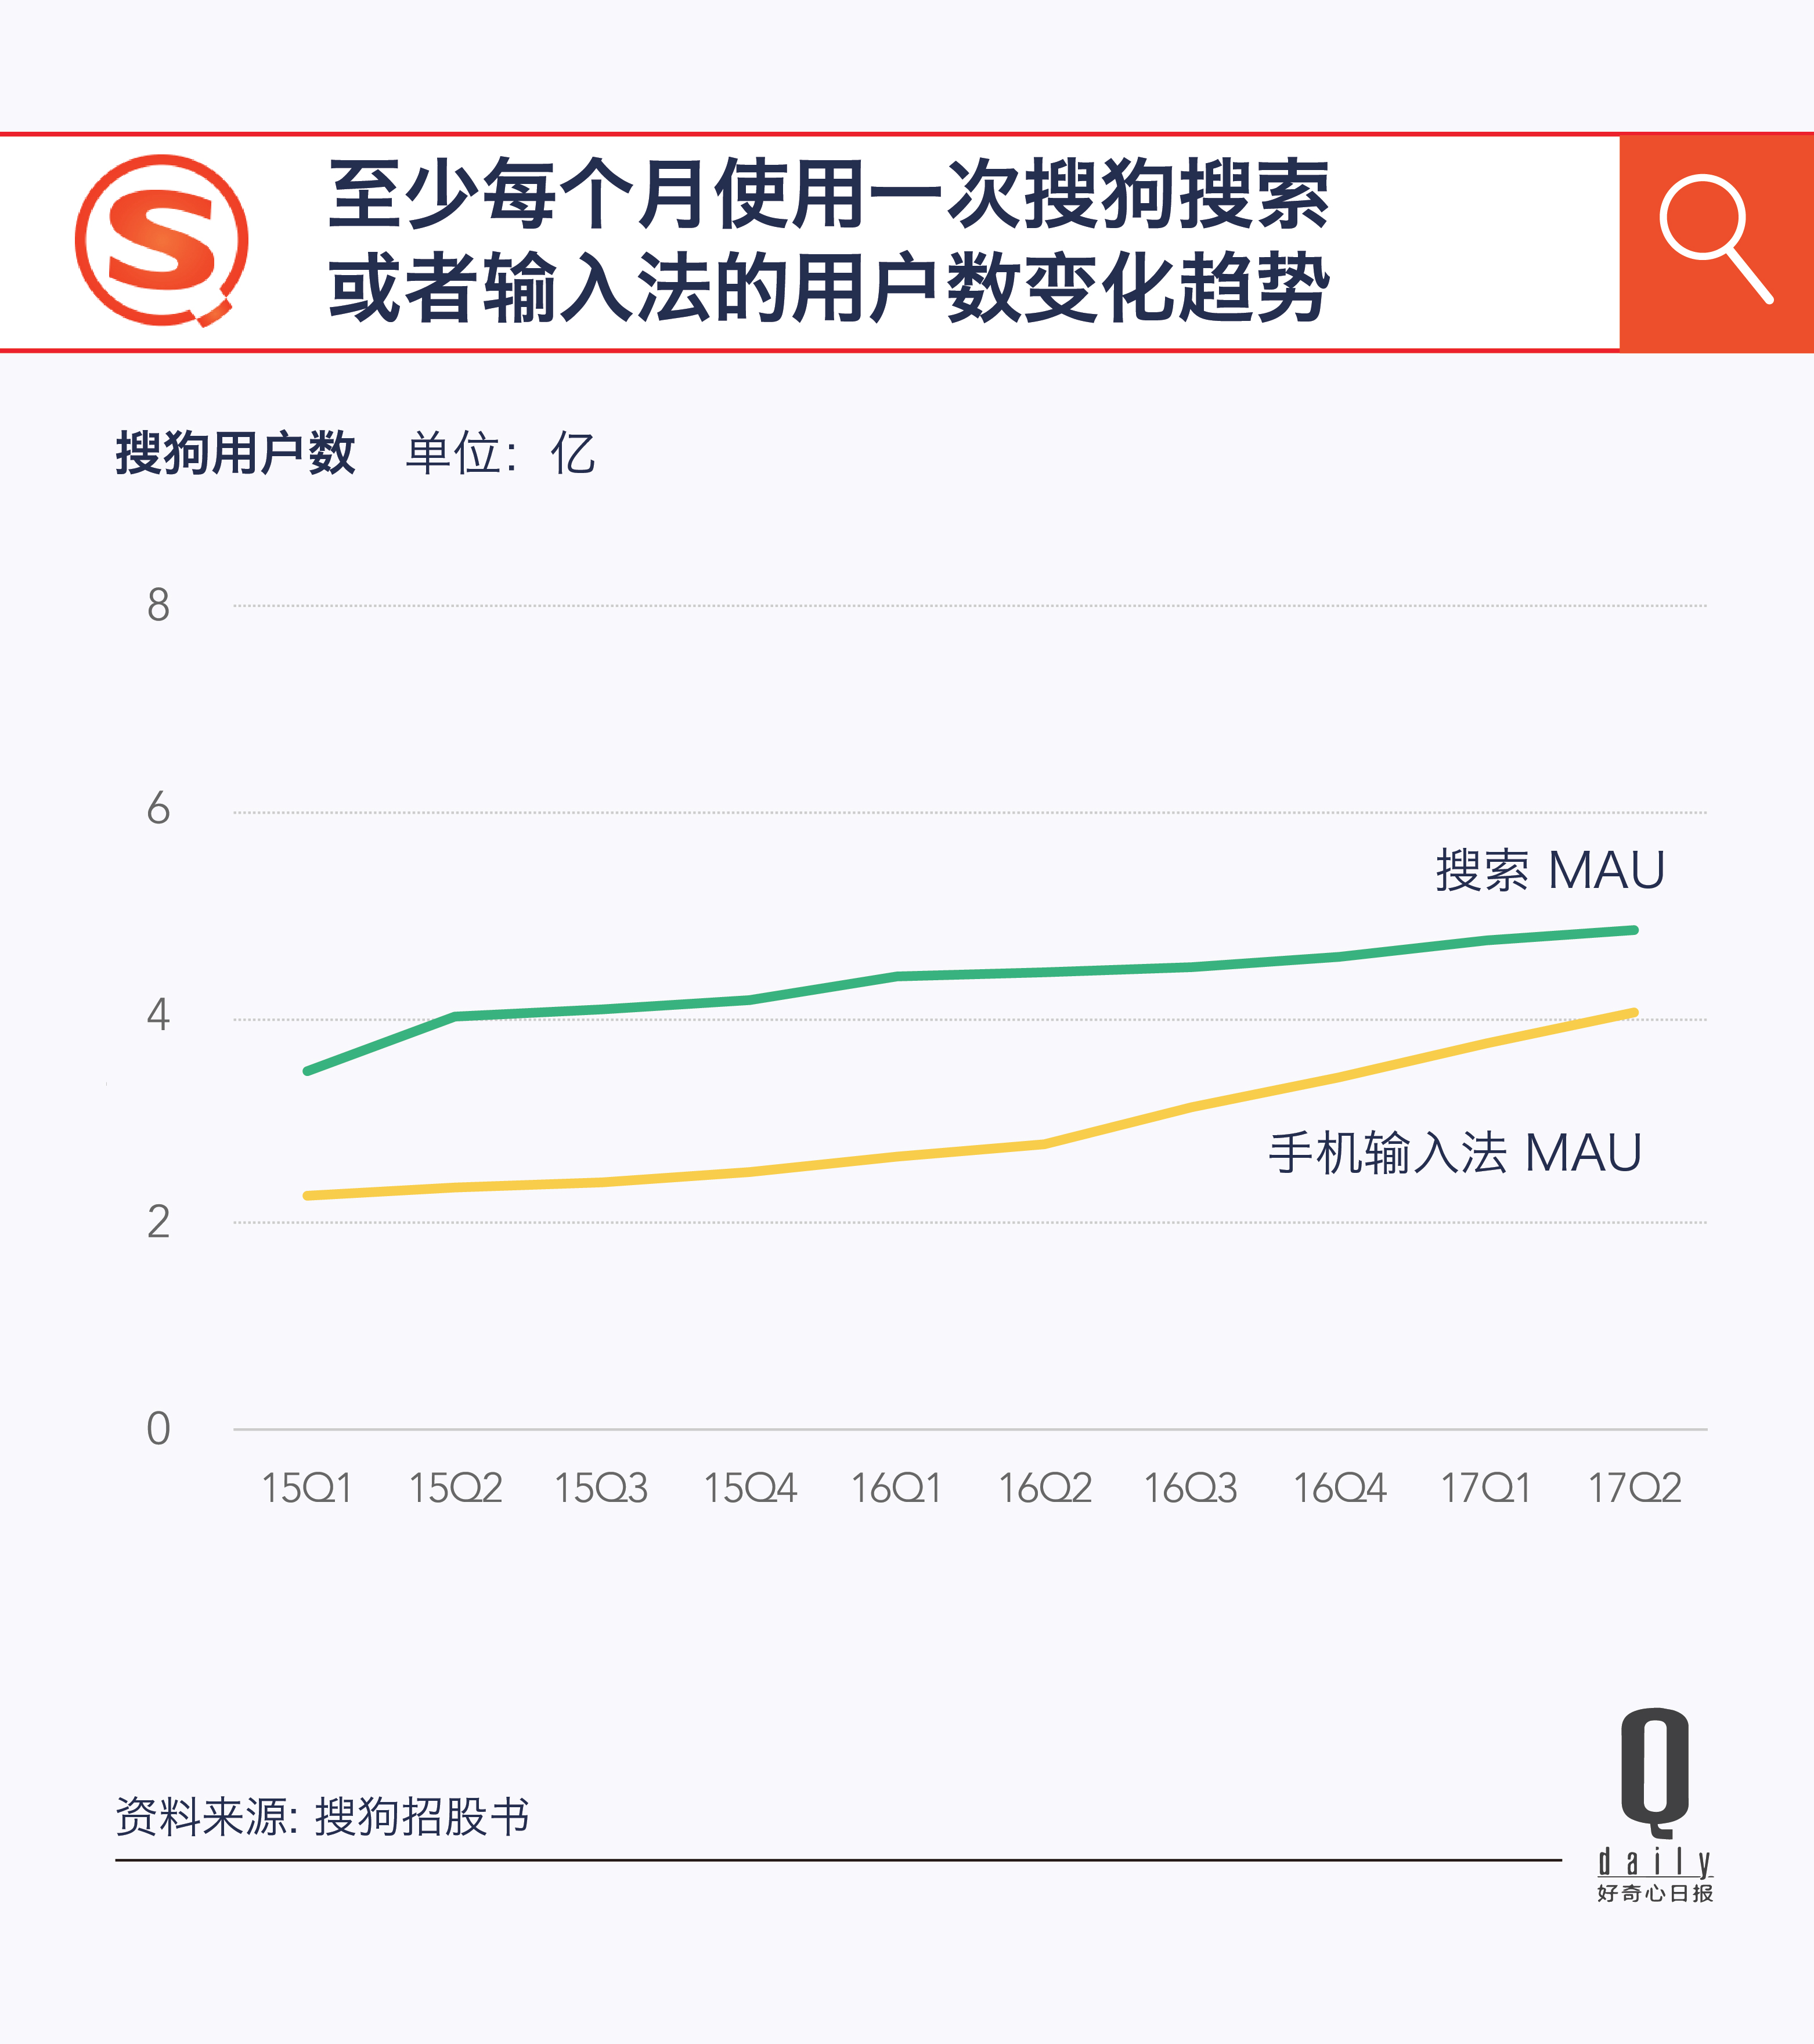 至少每个月使用一次搜狗搜索
或者输入法的用户数变化趋势
S
搜狗用户数 单位：亿
8
6
搜索 MAU
4
手机输入法 MAU
2
0
15Q1 15Q2 15Q3 15Q4 16Q1 16Q2 16Q3 16Q4 17Q1 17Q2
资料来源: 搜狗招股书
Q
daily
好奇心日报